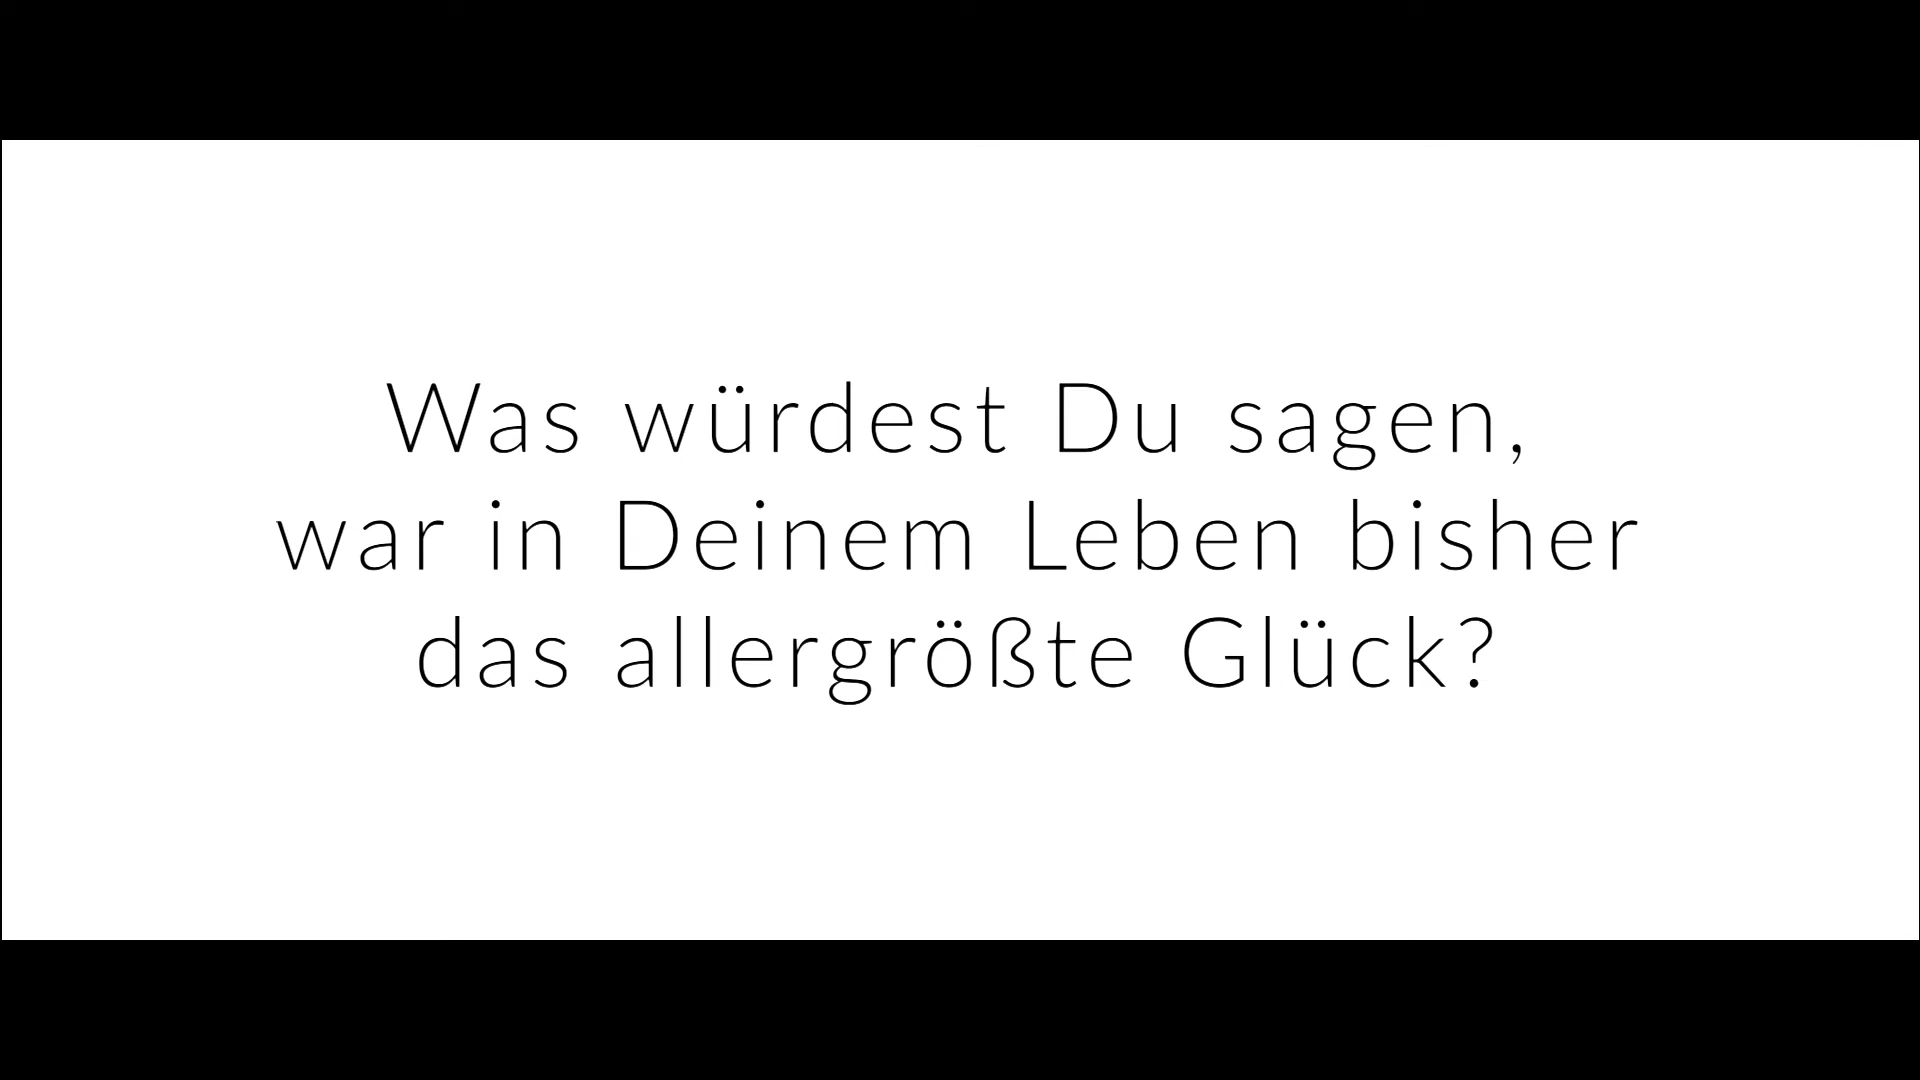 Was würdest Du sagen,
war in Deinem Leben bisher
das allergrößte Glück?